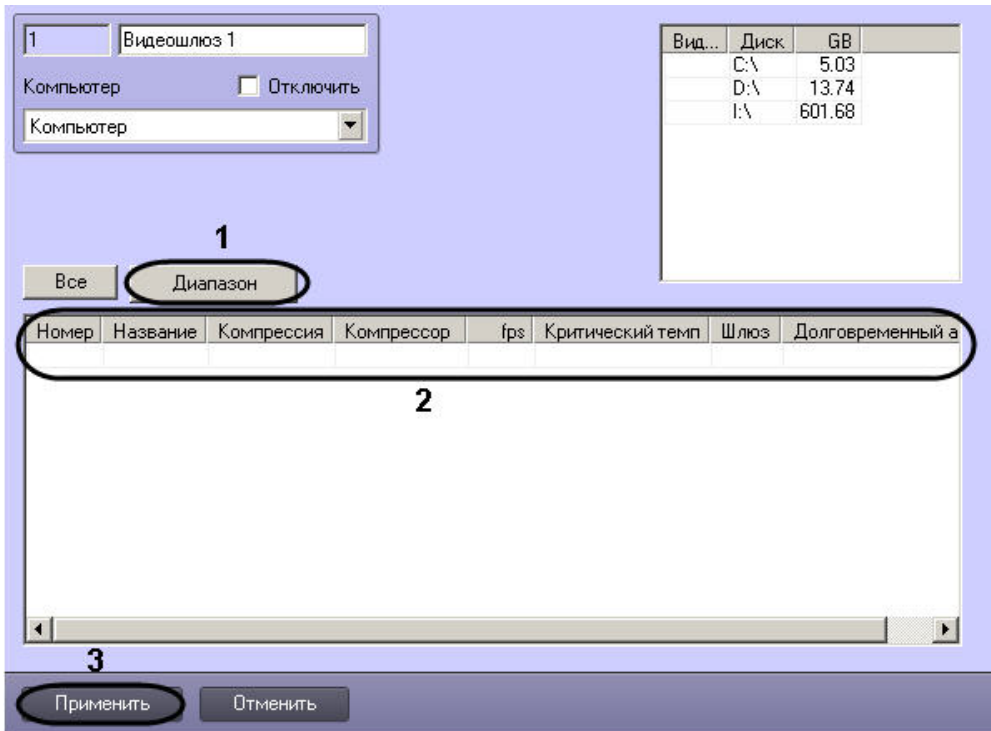 1 Видеошлюз 1
Компьютер Отключить
Компьютер
Вид... Диск GB
C:\ 5.03
D:\ 13.74
I:\ 601.68
1
Все Диапазон
Номер Название Компрессия Компрессор fps Критический темп Шлюз Долговременный а
2
3
Применить Отменить